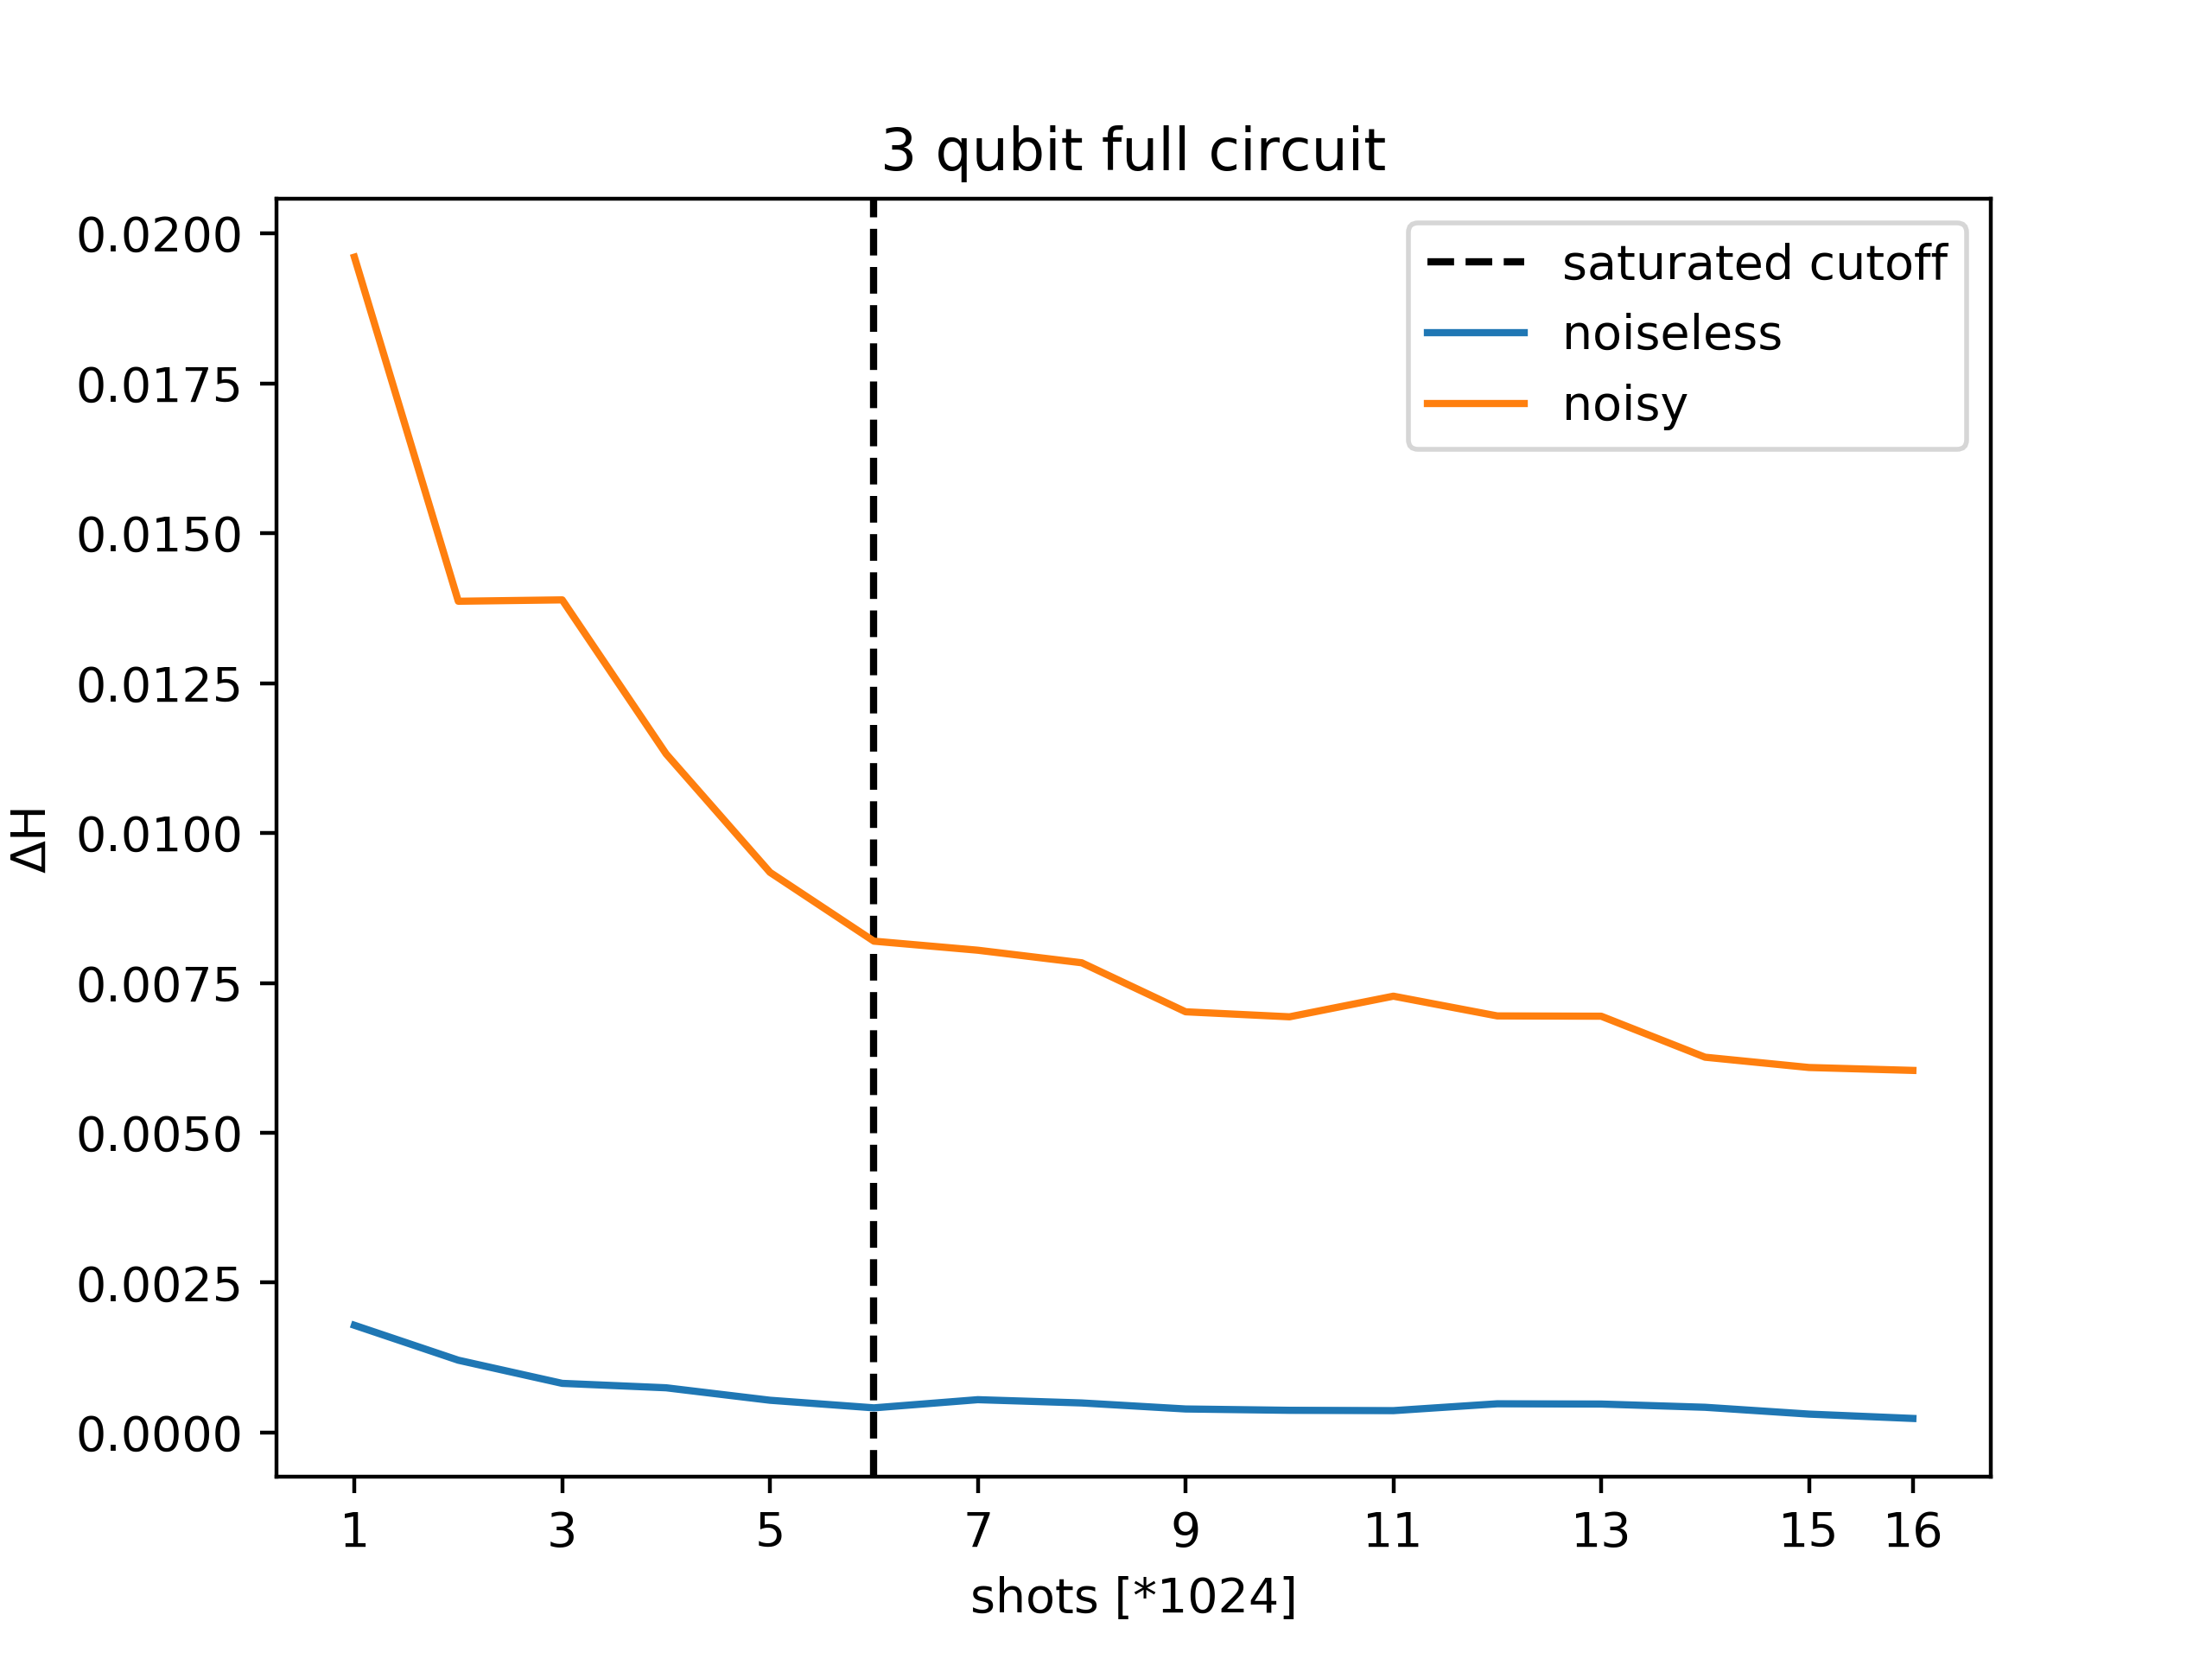 3 qubit full circuit
saturated cutoff
noiseless
noisy
0.0200
0.0175
0.0150
0.0125
0.0100
0.0075
0.0050
0.0025
0.0000
ΔH
1 3 5 7 9 11 13 15 16
shots [*1024]